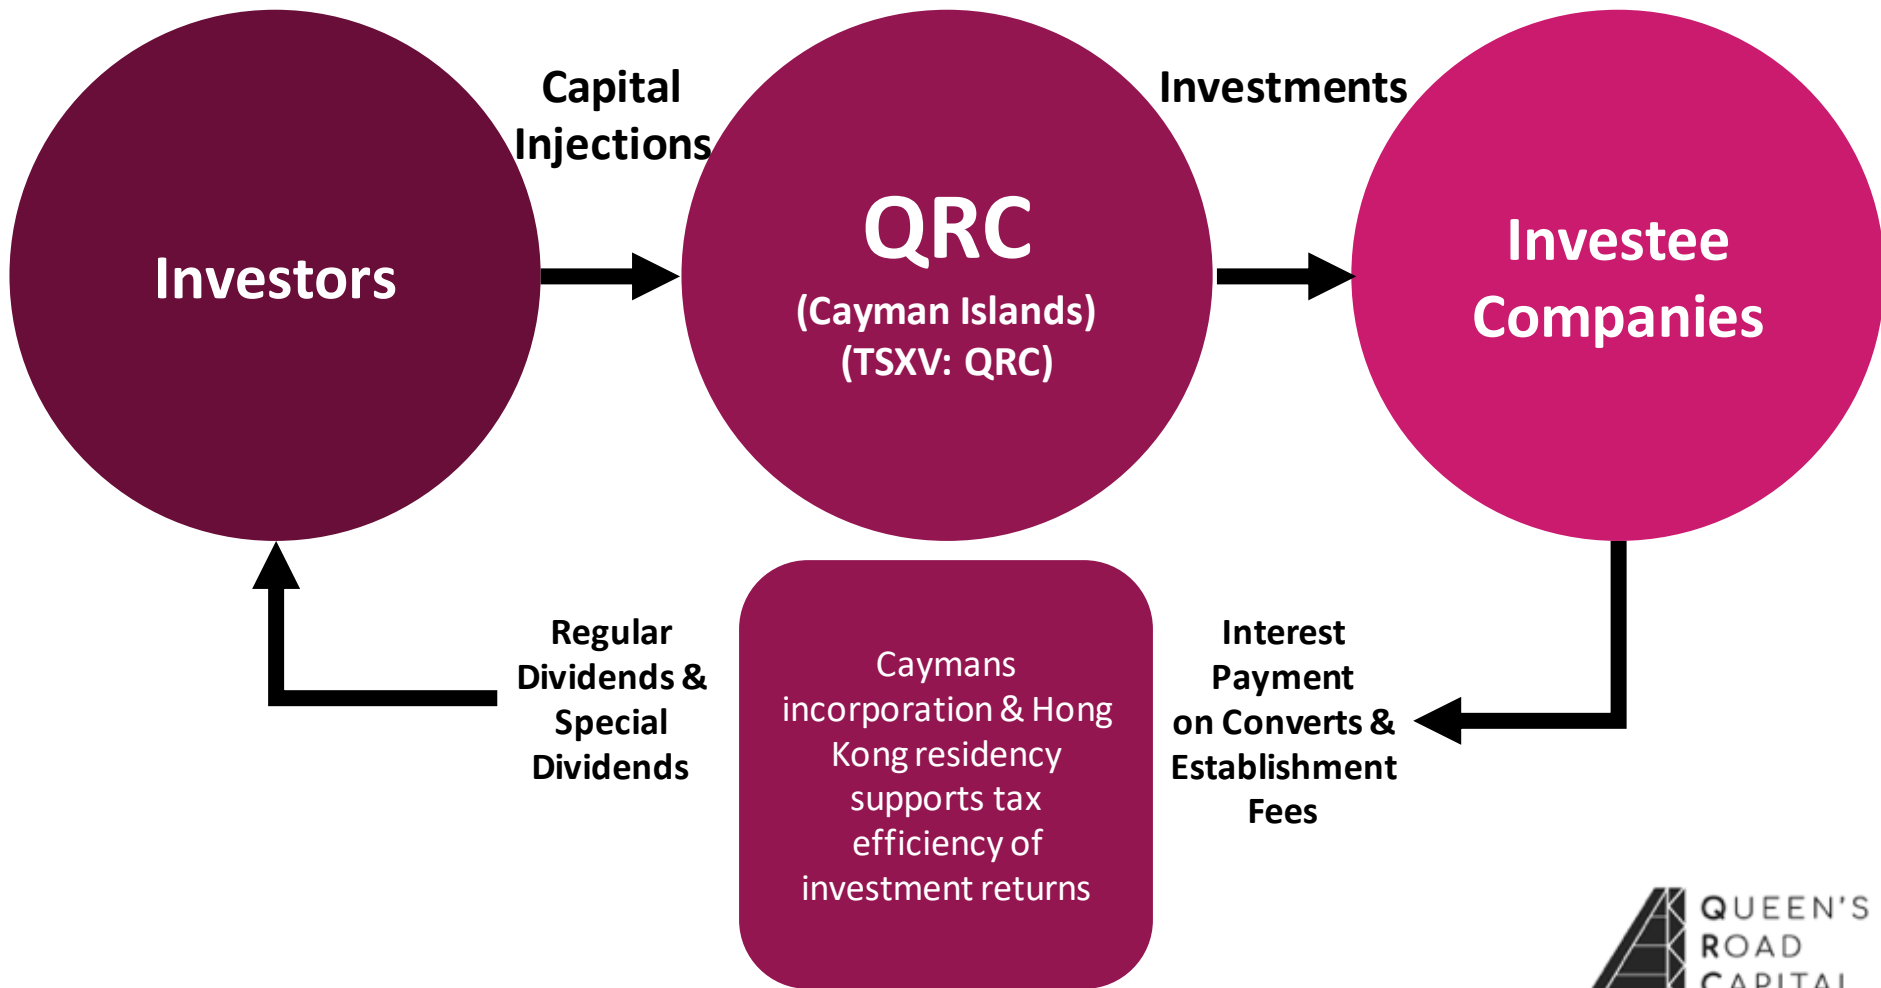 Capital
Injections
Investments
Investors
QRC
(Cayman Islands)
(TSXV: QRC)
Investee
Companies
Regular
Dividends &
Special
Dividends
Caymans
incorporation & Hong
Kong residency
supports tax
efficiency of
investment returns
Interest
Payment
on Converts &
Establishment
Fees
QUEEN'S
ROAD
CAPITAL